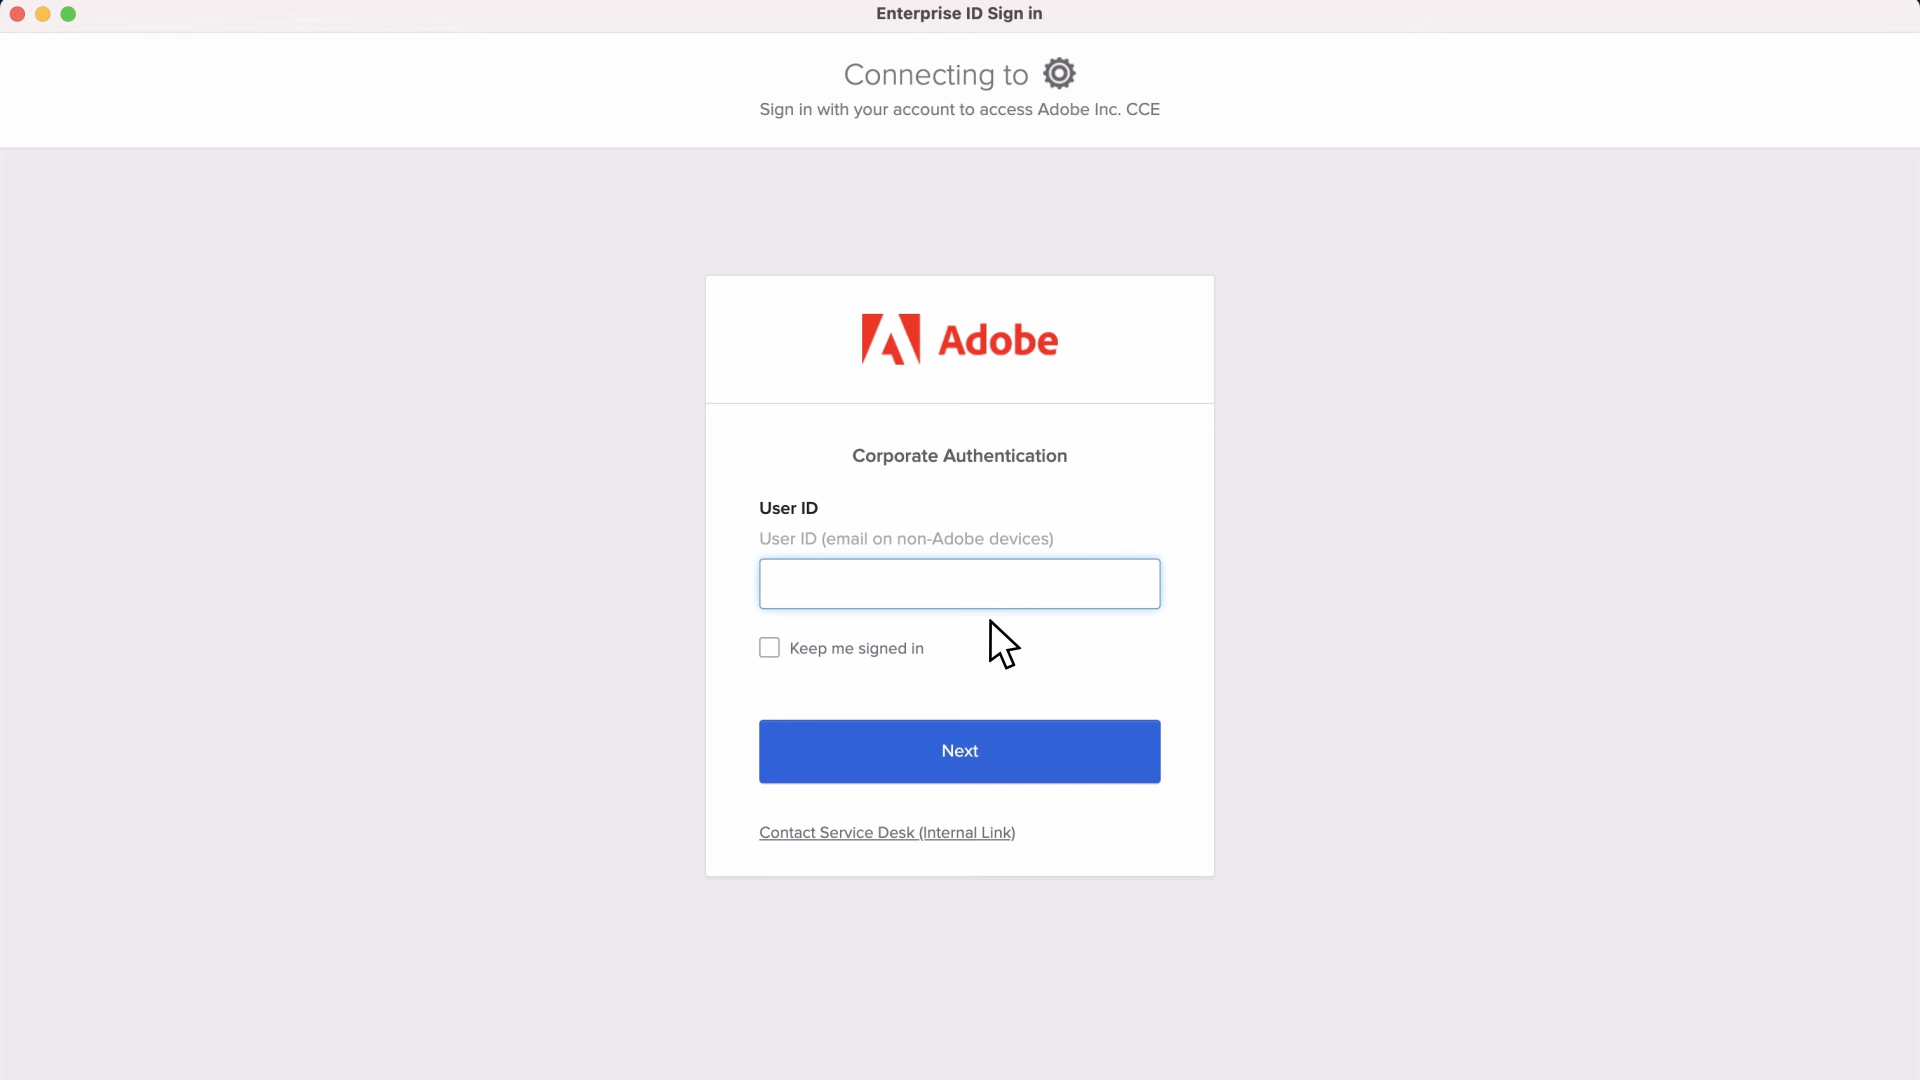 Enterprise ID Sign in
Connecting to
Sign in with your account to access Adobe Inc. CCE
Adobe
Corporate Authentication
User ID
User ID (email on non-Adobe devices)
Keep me signed in
Next
Contact Service Desk (Internal Link)